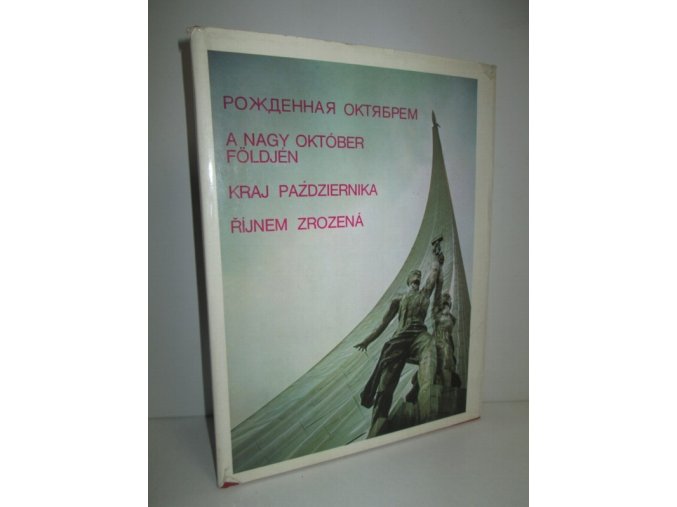 РОЖДЕННАЯ ОКТЯБРЕМ
A NAGY OKTÓBER
FÖLDJÉN
KRAJ PAŹDZIERNIKA
ŘÍJNEM ZROZENÁ